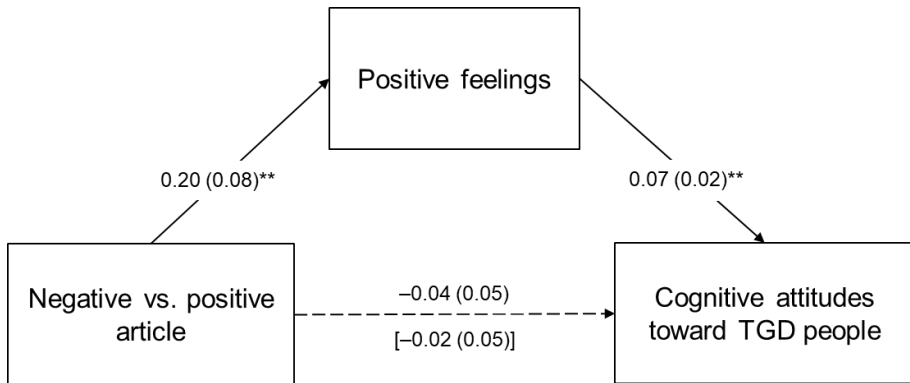 Positive feelings
0.20 (0.08)**
0.07 (0.02)**
Negative vs. positive
article
–0.04 (0.05)
[–0.02 (0.05)]
Cognitive attitudes
toward TGD people